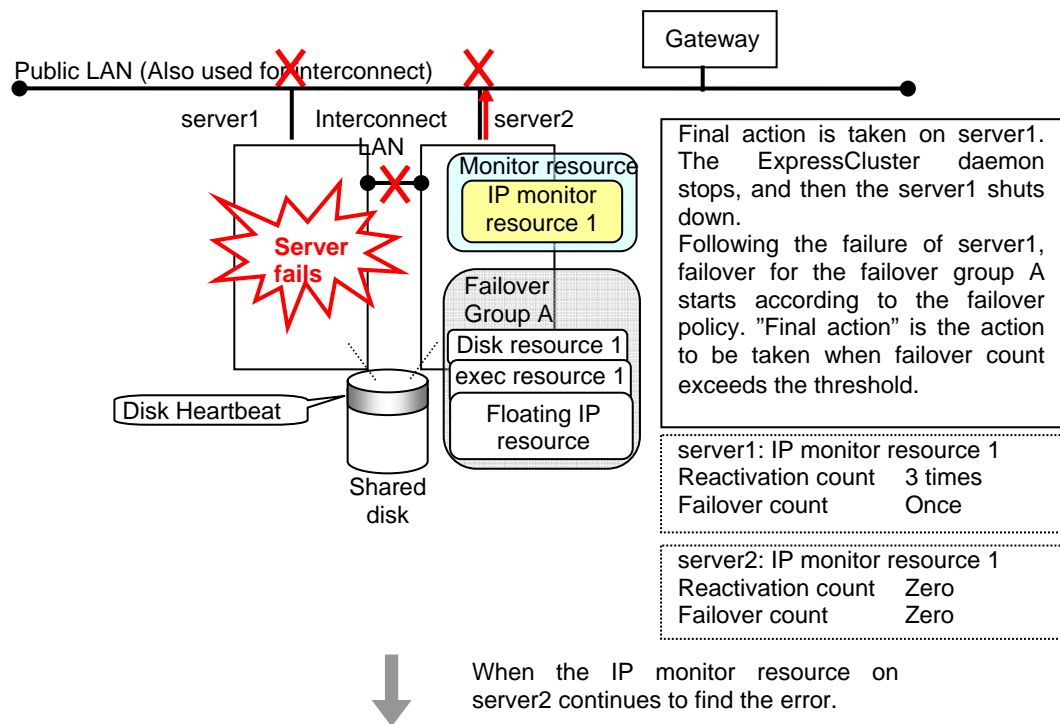 Gateway
Public LAN (Also used for interconnect)
server1
Interconnect
LAN
server2
Monitor resource
IP monitor
resource 1
Server
fails
Failover
Group A
Disk resource 1
exec resource 1
Floating IP
resource
Disk Heartbeat
Shared
disk
Final action is taken on server1.
The ExpressCluster daemon
stops, and then the server1 shuts
down.
Following the failure of server1,
failover for the failover group A
starts according to the failover
policy. ”Final action” is the action
to be taken when failover count
exceeds the threshold.
server1: IP monitor resource 1
Reactivation count 3 times
Failover count Once
server2: IP monitor resource 1
Reactivation count Zero
Failover count Zero
When the IP monitor resource on
server2 continues to find the error.